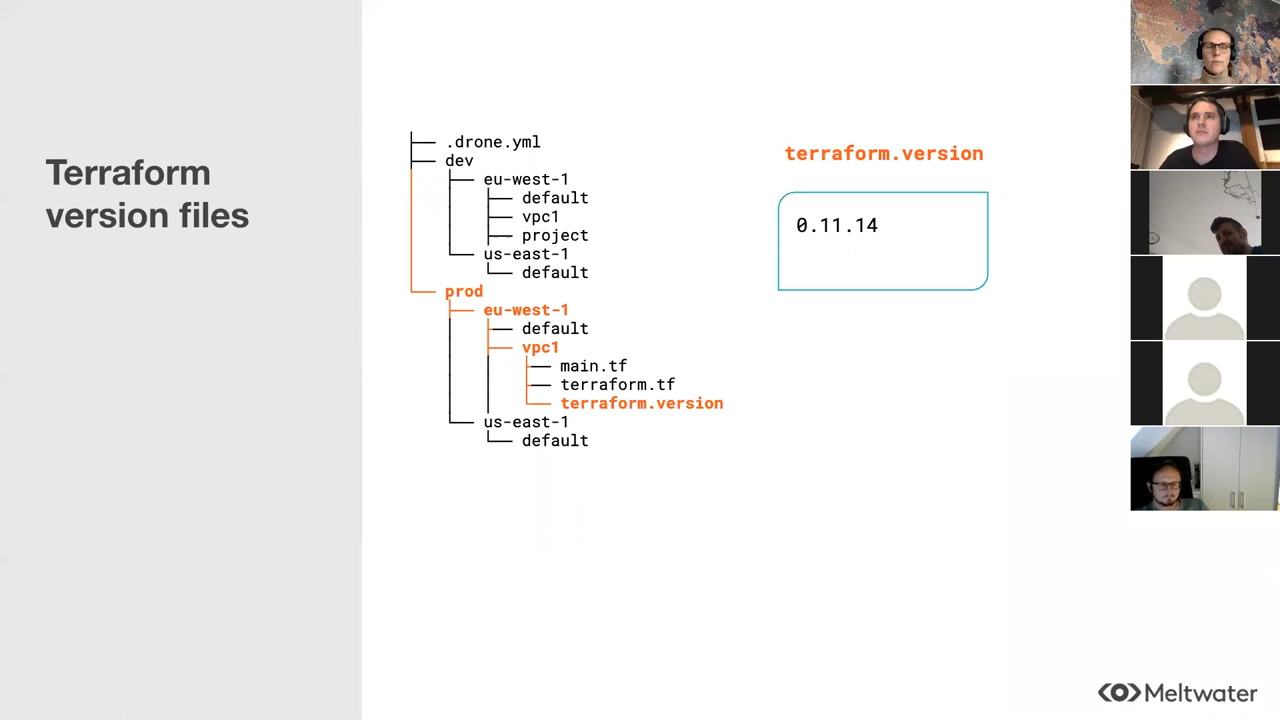 Terraform
version files
.drone.yml
dev
eu-west-1
default
vpc1
project
us-east-1
default
prod
eu-west-1
default
vpc1
main.tf
terraform.tf
terraform.version
us-east-1
default
terraform.version
0.11.14
Meltwater